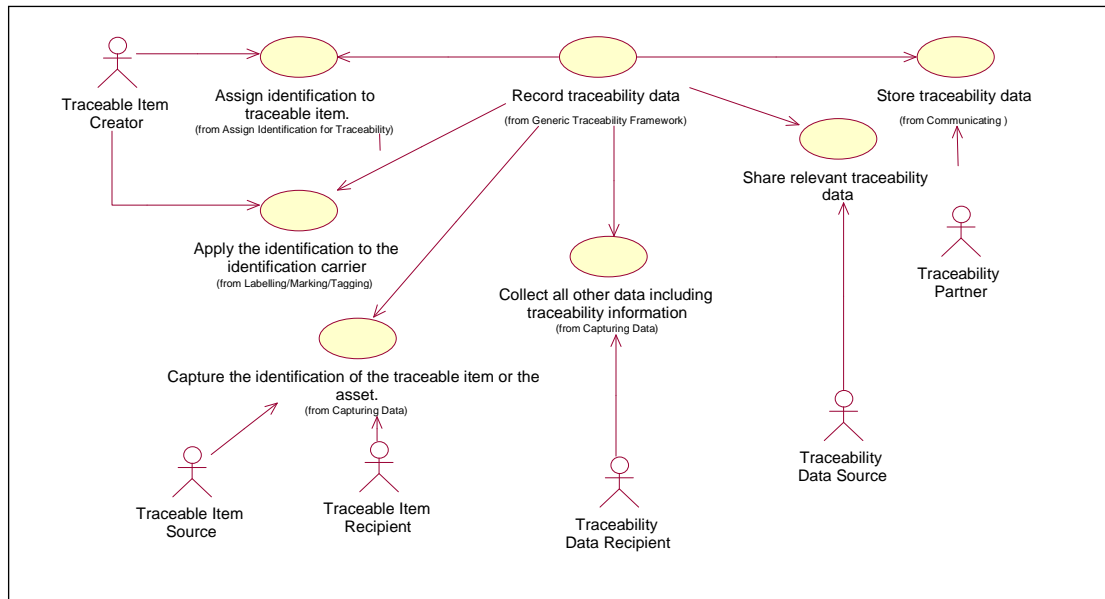 Traceable Item
Creator
Assign identification to
traceable item.
(from Assign Identification for Traceability)
Record traceability data
(from Generic Traceability Framework)
Store traceability data
(from Communicating )
Share relevant traceability
data
Apply the identification to the
identification carrier
(from Labelling/Marking/Tagging)
Traceability
Partner
Collect all other data including
traceability information
(from Capturing Data)
Capture the identification of the traceable item or the
asset.
(from Capturing Data)
Traceable Item
Source
Traceable Item
Recipient
Traceability
Data Recipient
Traceability
Data Source